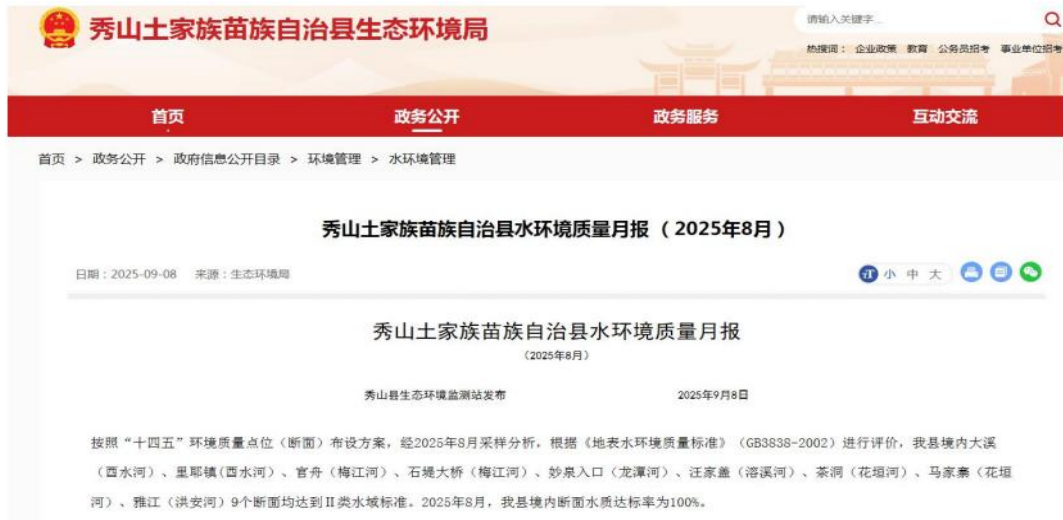 秀山土家族苗族自治县生态环境局
请输入关键字...
热搜词： 企业政策 教育 公务员招考 事业单位招考
首页 政务公开 政务服务 互动交流
首页 > 政务公开 > 政府信息公开目录 > 环境管理 > 水环境管理
秀山土家族苗族自治县水环境质量月报 （ 2025年8月 ）
日期：2025-09-08 来源：生态环境局
小 中 大
秀山土家族苗族自治县水环境质量月报
（2025年8月）
秀山县生态环境监测站发布 2025年9月8日
按照“十四五”环境质量点位（断面）布设方案，经2025年8月采样分析，根据《地表水环境质量标准》（GB3838-2002）进行评价，我县境内大溪
（酉水河）、里耶镇(酉水河）、官舟（梅江河）、石堤大桥（梅江河）、妙泉入口（龙潭河）、汪家盖（溶溪河）、茶洞（花垣河）、马家寨（花垣
河）、雅江（洪安河）9个断面均达到Ⅱ类水域标准。2025年8月，我县境内断面水质达标率为100%。